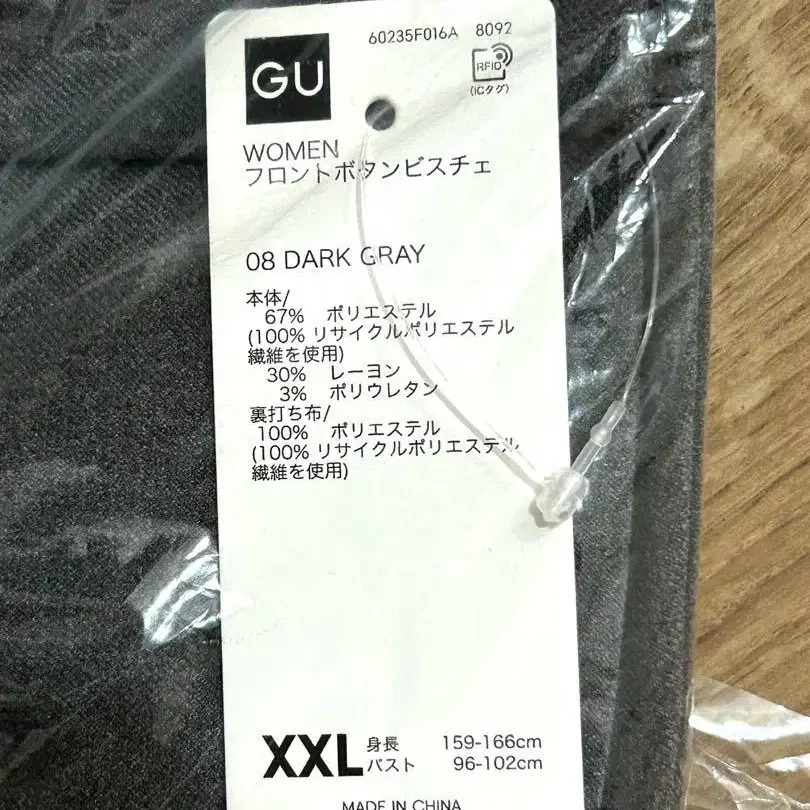 GU
60235F016A 8092
RFID
(ICタグ)
WOMEN
フロントボタンビスチェ
08 DARK GRAY
本体/
67% ポリエステル
(100% リサイクルポリエステル
繊維を使用)
30% レーヨン
3% ポリウレタン
裏打ち布/
100% ポリエステル
(100% リサイクルポリエステル
繊維を使用)
XXL 身長 159-166cm
バスト 96-102cm
MADE IN CHINA